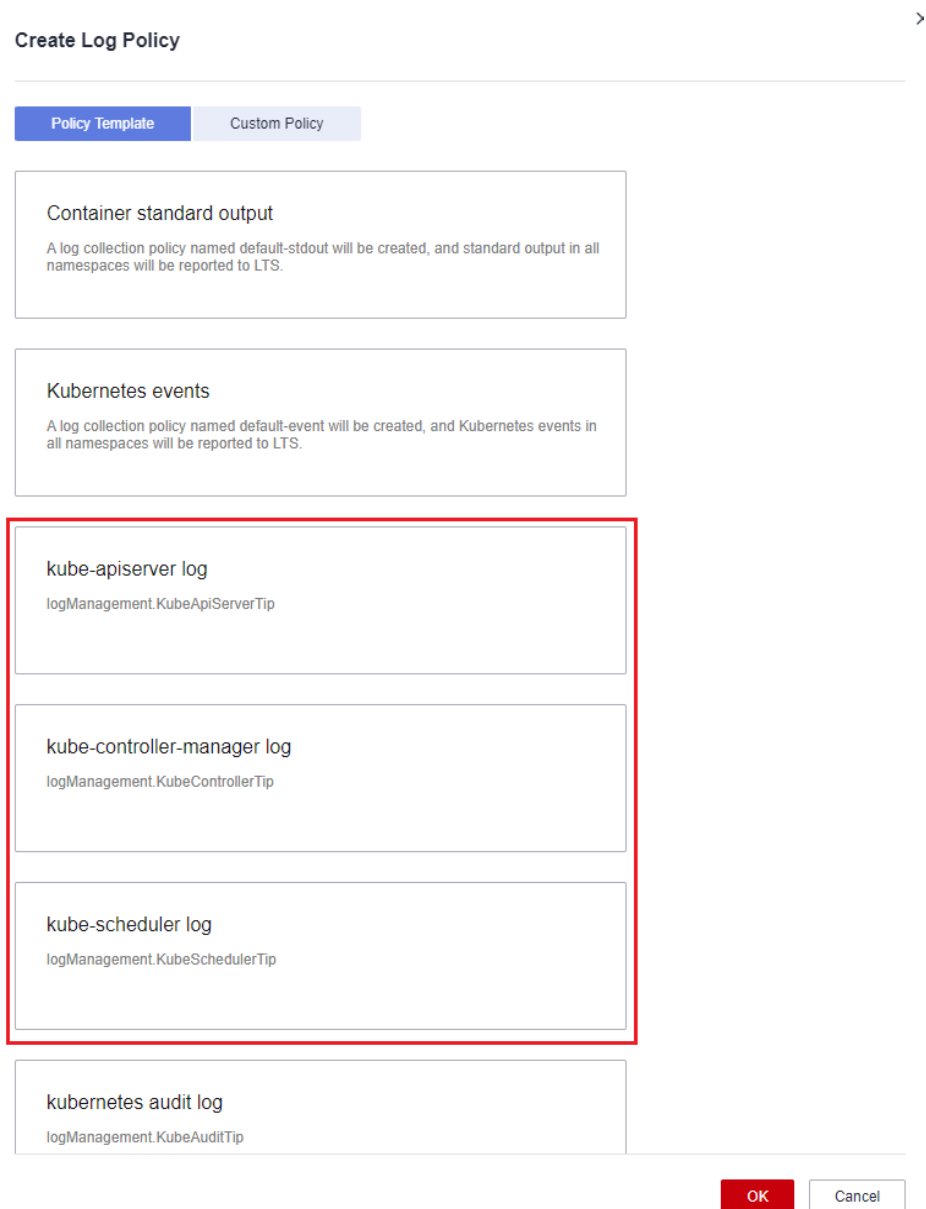 Create Log Policy
Policy Template
Custom Policy
Container standard output
A log collection policy named default-stdout will be created, and standard output in all
namespaces will be reported to LTS.
Kubernetes events
A log collection policy named default-event will be created, and Kubernetes events in
all namespaces will be reported to LTS.
kube-apiserver log
logManagement.KubeApiServerTip
kube-controller-manager log
logManagement.KubeControllerTip
kube-scheduler log
logManagement.KubeSchedulerTip
kubernetes audit log
logManagement.KubeAuditTip
OK
Cancel